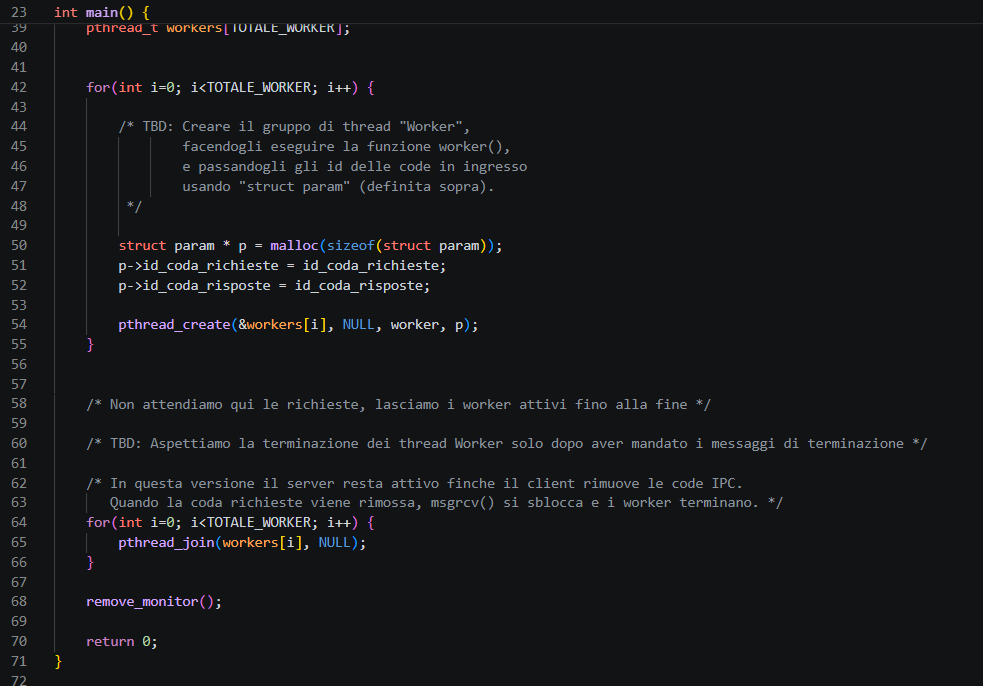 23 int main() {
39 pthread_t workers[TOTALE_WORKER];
40
41
42 for(int i=0; i<TOTALE_WORKER; i++) {
43
44 /* TBD: Creare il gruppo di thread "Worker",
45 facendogli eseguire la funzione worker(),
46 e passandogli gli id delle code in ingresso
47 usando "struct param" (definita sopra).
48 */
49
50 struct param * p = malloc(sizeof(struct param));
51 p->id_coda_richieste = id_coda_richieste;
52 p->id_coda_risposte = id_coda_risposte;
53
54 pthread_create(&workers[i], NULL, worker, p);
55 }
56
57
58 /* Non attendiamo qui le richieste, lasciamo i worker attivi fino alla fine */
59
60 /* TBD: Aspettiamo la terminazione dei thread Worker solo dopo aver mandato i messaggi di terminazione */
61
62 /* In questa versione il server resta attivo finche il client rimuove le code IPC.
63 Quando la coda richieste viene rimossa, msgrcv() si sblocca e i worker terminano. */
64 for(int i=0; i<TOTALE_WORKER; i++) {
65 pthread_join(workers[i], NULL);
66 }
67
68 remove_monitor();
69
70 return 0;
71 }
72